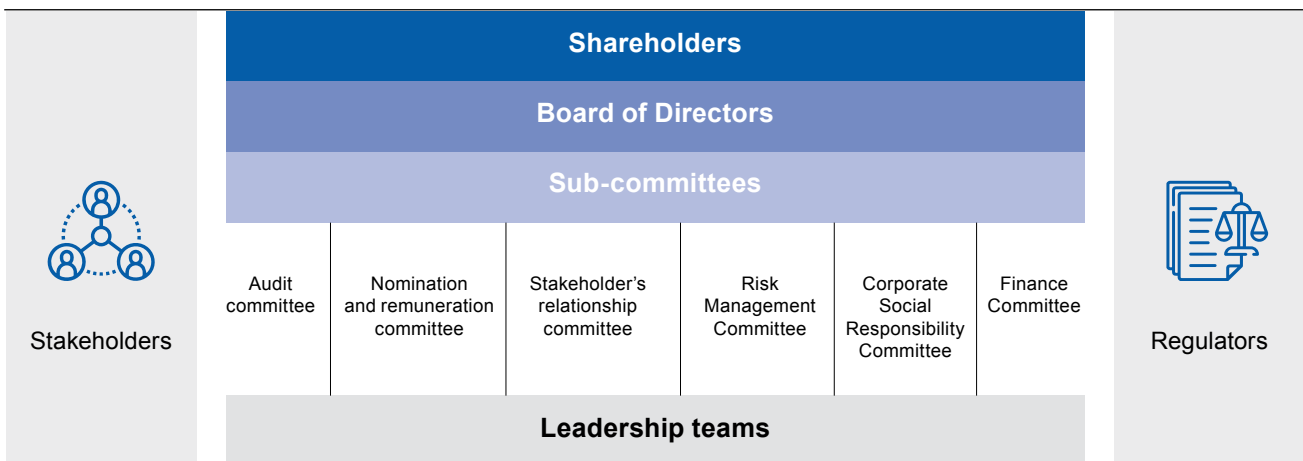 Shareholders
Board of Directors
Sub-committees
Stakeholders
Audit
committee
Nomination
and remuneration
committee
Stakeholder’s
relationship
committee
Risk
Management
Committee
Corporate
Social
Responsibility
Committee
Finance
Committee
Regulators
Leadership teams